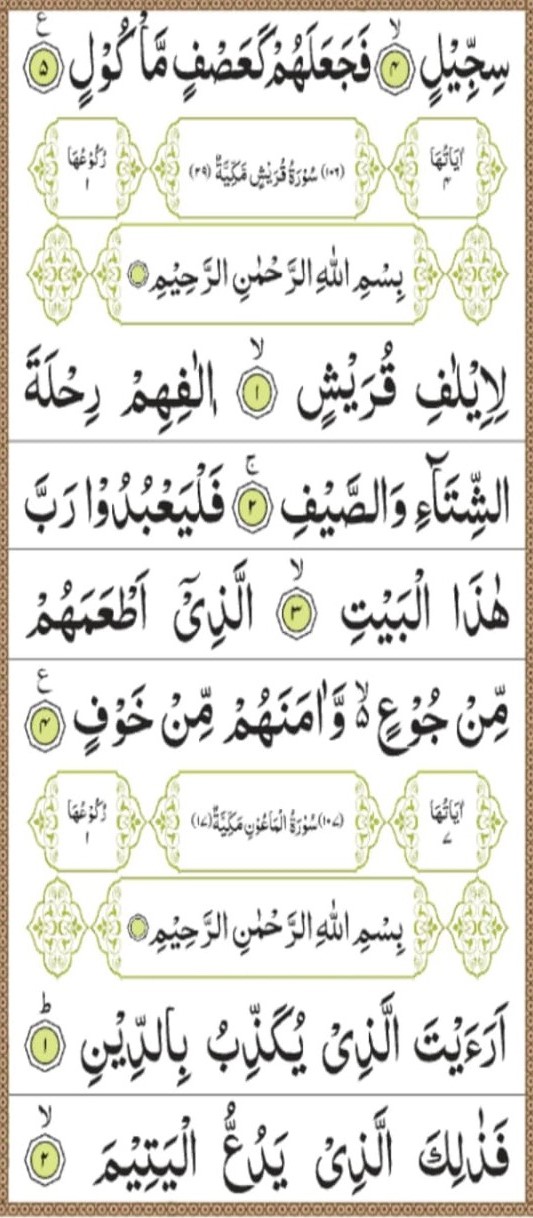 سِجِّیْلٍ ۙ﴿۴﴾ فَجَعَلَهُمْ كَعَصْفٍ مَّاْكُوْلٍ ﴿۵﴾ ع
اٰیَاتُهَا ۴ (۱۰۶) سُوْرَةُ قُرَیْشٍ مَّكِّیَّةٌ (۲۹) رُكُوْعُهَا ۱
بِسْمِ اللّٰهِ الرَّحْمٰنِ الرَّحِیْمِ
لِاِیْلٰفِ قُرَیْشٍ ۙ﴿۱﴾ اٖلٰفِهِمْ رِحْلَةَ
الشِّتَآءِ وَالصَّیْفِ ۚ﴿۲﴾ فَلْیَعْبُدُوْا رَبَّ
هٰذَا الْبَیْتِ ۙ﴿۳﴾ الَّذِیْۤ اَطْعَمَهُمْ
مِّنْ جُوْعٍ ۙ۬ وَّاٰمَنَهُمْ مِّنْ خَوْفٍ ﴿۴﴾ ع
اٰیَاتُهَا ۷ (۱۰۷) سُوْرَةُ الْمَاعُوْنِ مَكِّیَّةٌ (۱۷) رُكُوْعُهَا ۱
بِسْمِ اللّٰهِ الرَّحْمٰنِ الرَّحِیْمِ
اَرَءَیْتَ الَّذِیْ یُكَذِّبُ بِالدِّیْنِ ؕ﴿۱﴾
فَذٰلِكَ الَّذِیْ یَدُعُّ الْیَتِیْمَ ۙ﴿۲﴾